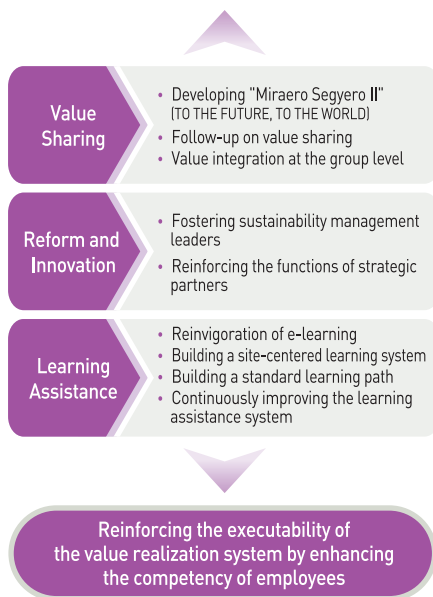 Value
Sharing
• Developing "Miraero Segyero II"
(TO THE FUTURE, TO THE WORLD)
• Follow-up on value sharing
• Value integration at the group level
Reform and
Innovation
• Fostering sustainability management
leaders
• Reinforcing the functions of strategic
partners
Learning
Assistance
• Reinvigoration of e-learning
• Building a site-centered learning system
• Building a standard learning path
• Continuously improving the learning
assistance system
Reinforcing the executability of
the value realization system by enhancing
the competency of employees